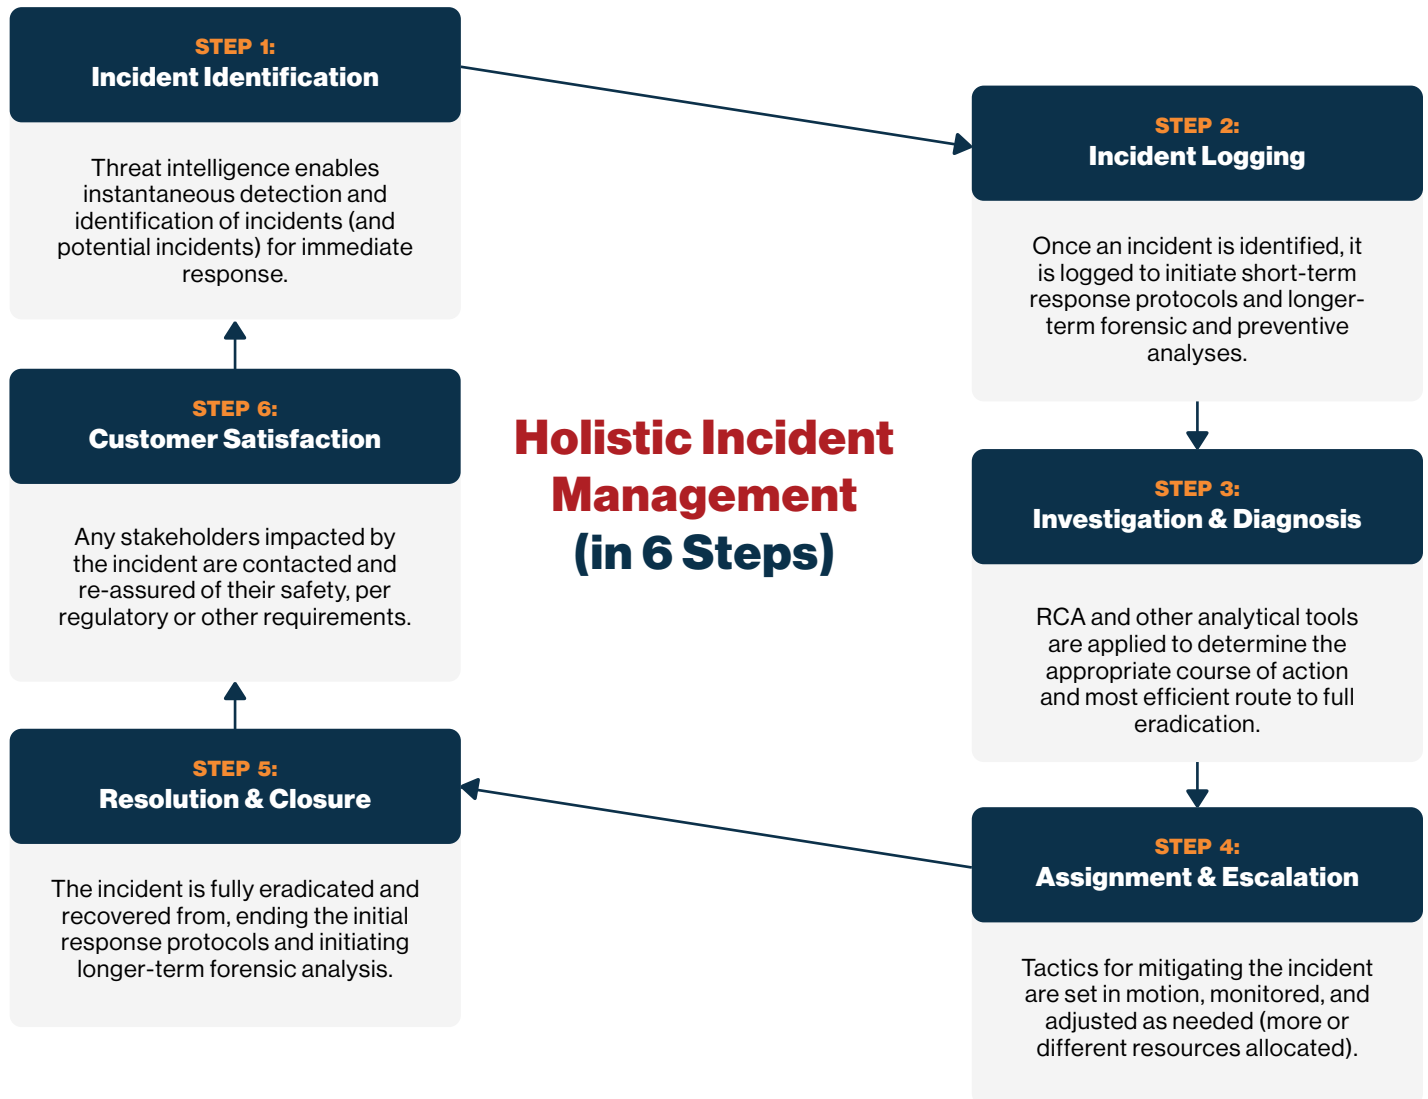 STEP 1:
Incident Identification
Threat intelligence enables
instantaneous detection and
identification of incidents (and
potential incidents) for immediate
response.
STEP 2:
Incident Logging
Once an incident is identified, it
is logged to initiate short-term
response protocols and longer-
term forensic and preventive
analyses.
Holistic Incident
Management
(in 6 Steps)
STEP 3:
Investigation & Diagnosis
RCA and other analytical tools
are applied to determine the
appropriate course of action
and most efficient route to full
eradication.
STEP 4:
Assignment & Escalation
Tactics for mitigating the incident
are set in motion, monitored, and
adjusted as needed (more or
different resources allocated).
STEP 5:
Resolution & Closure
The incident is fully eradicated and
recovered from, ending the initial
response protocols and initiating
longer-term forensic analysis.
STEP 6:
Customer Satisfaction
Any stakeholders impacted by
the incident are contacted and
re-assured of their safety, per
regulatory or other requirements.